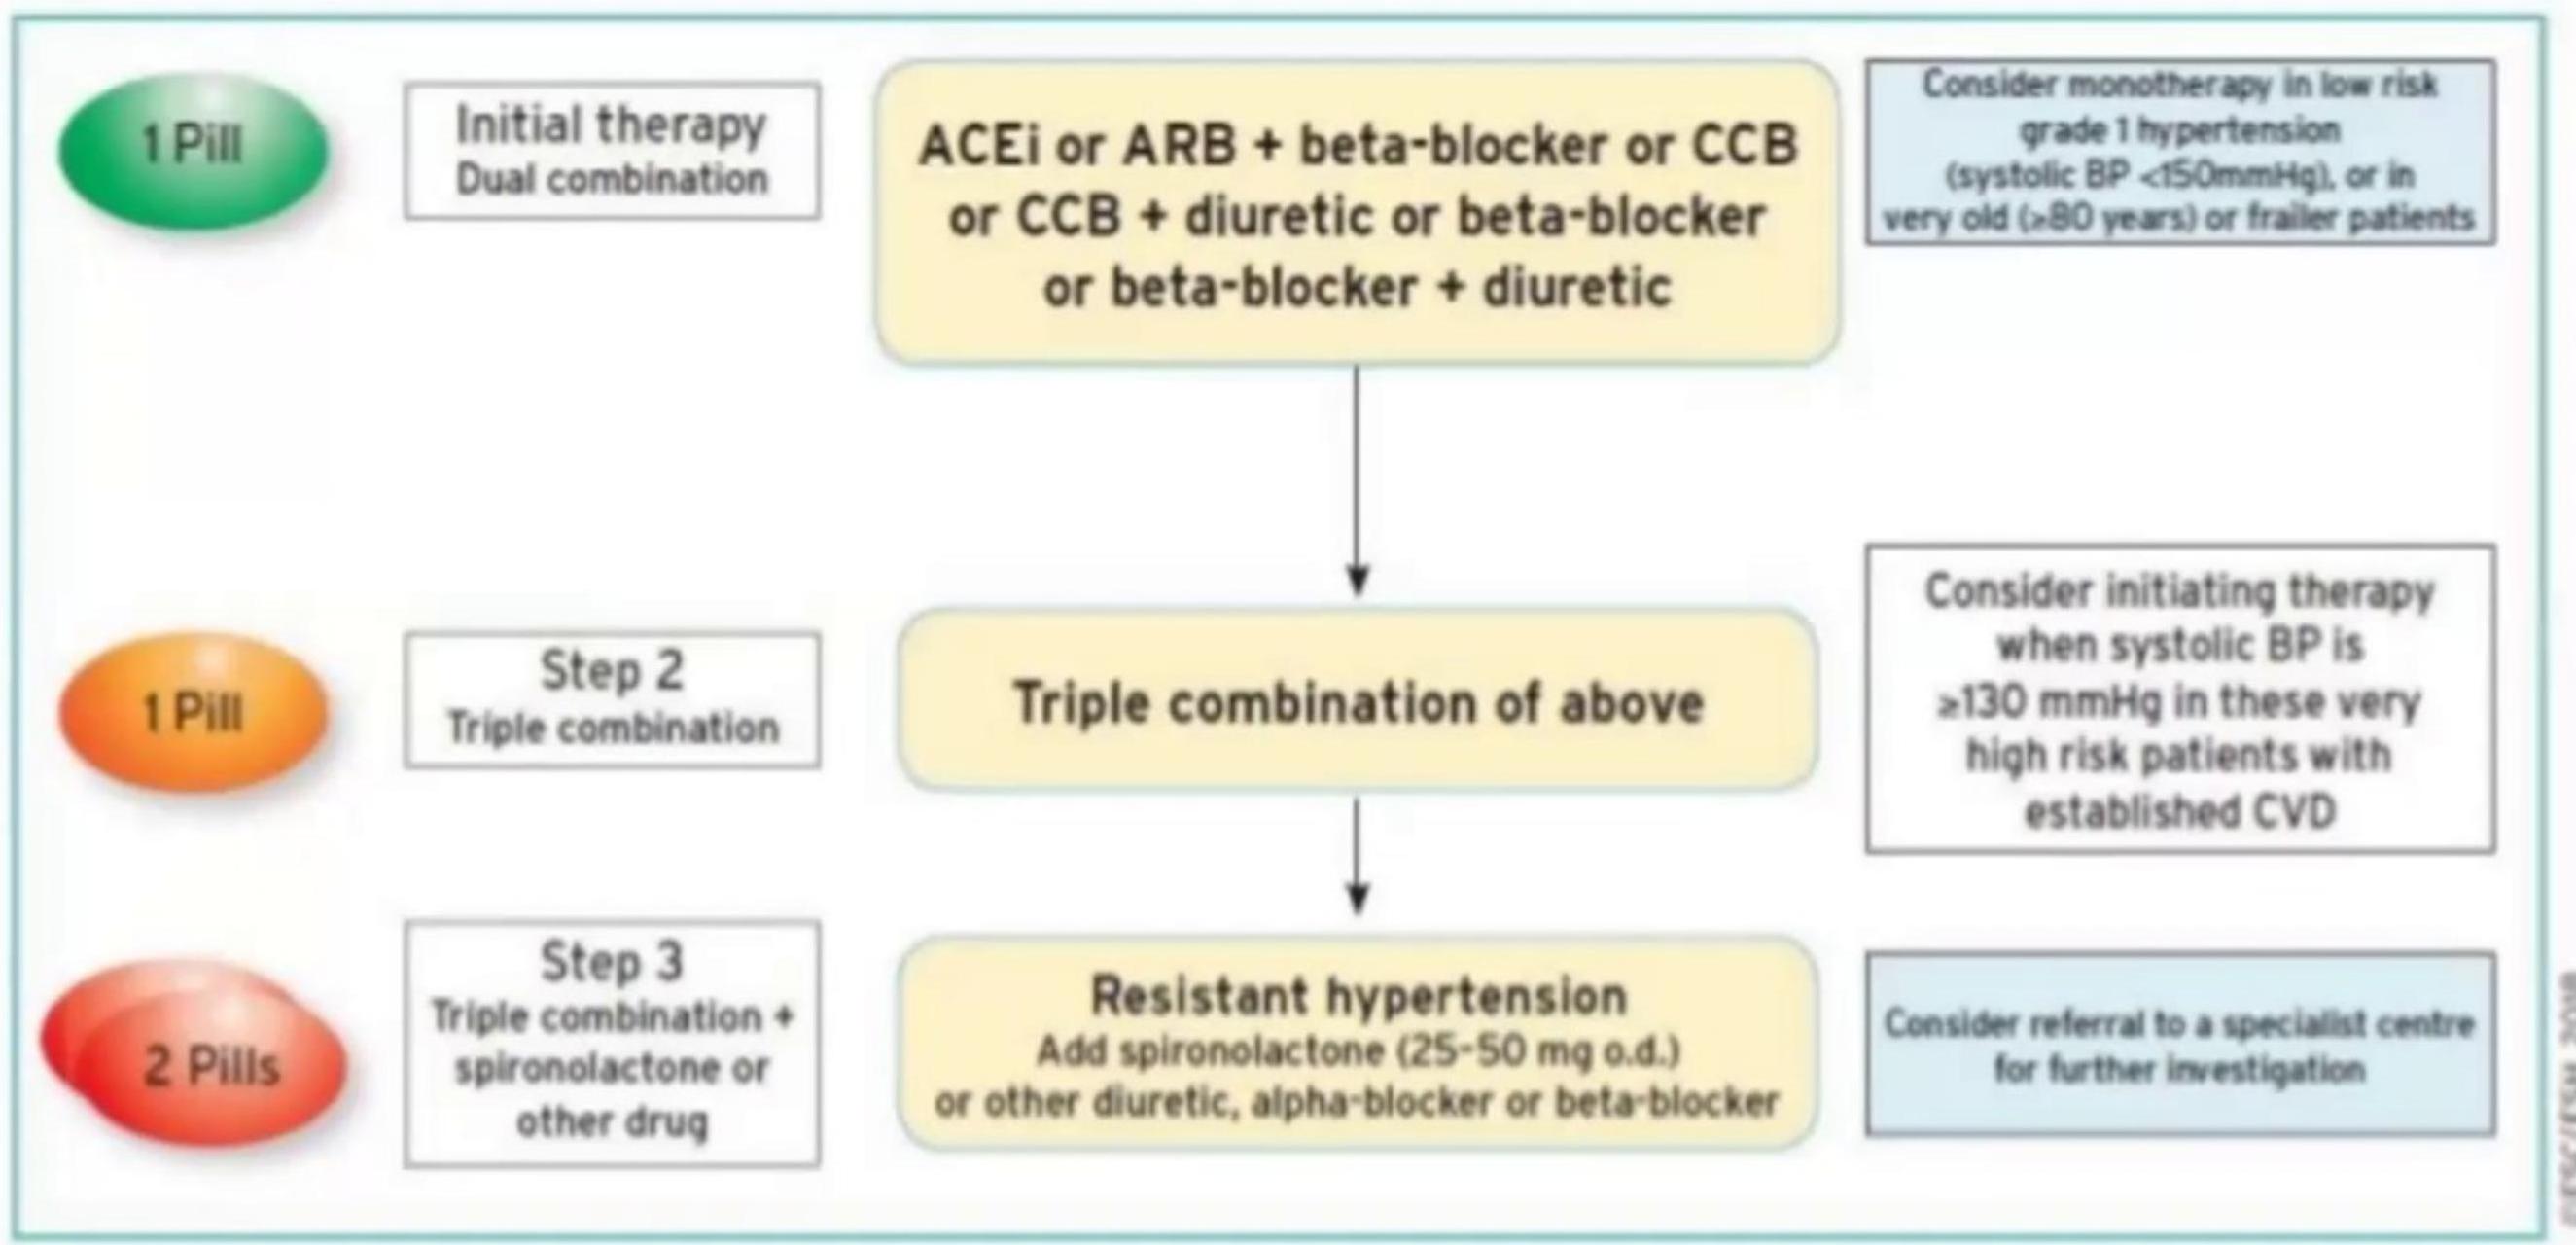 1 Pill
Initial therapy
Dual combination
ACEi or ARB + beta-blocker or CCB
or CCB + diuretic or beta-blocker
or beta-blocker + diuretic
Consider monotherapy in low risk
grade 1 hypertension
(systolic BP <150mmHg), or in
very old (≥80 years) or frailer patients
1 Pill
Step 2
Triple combination
Triple combination of above
Consider initiating therapy
when systolic BP is
≥130 mmHg in these very
high risk patients with
established CVD
2 Pills
Step 3
Triple combination +
spironolactone or
other drug
Resistant hypertension
Add spironolactone (25-50 mg o.d.)
or other diuretic, alpha-blocker or beta-blocker
Consider referral to a specialist centre
for further investigation
ESC/ESH 2018